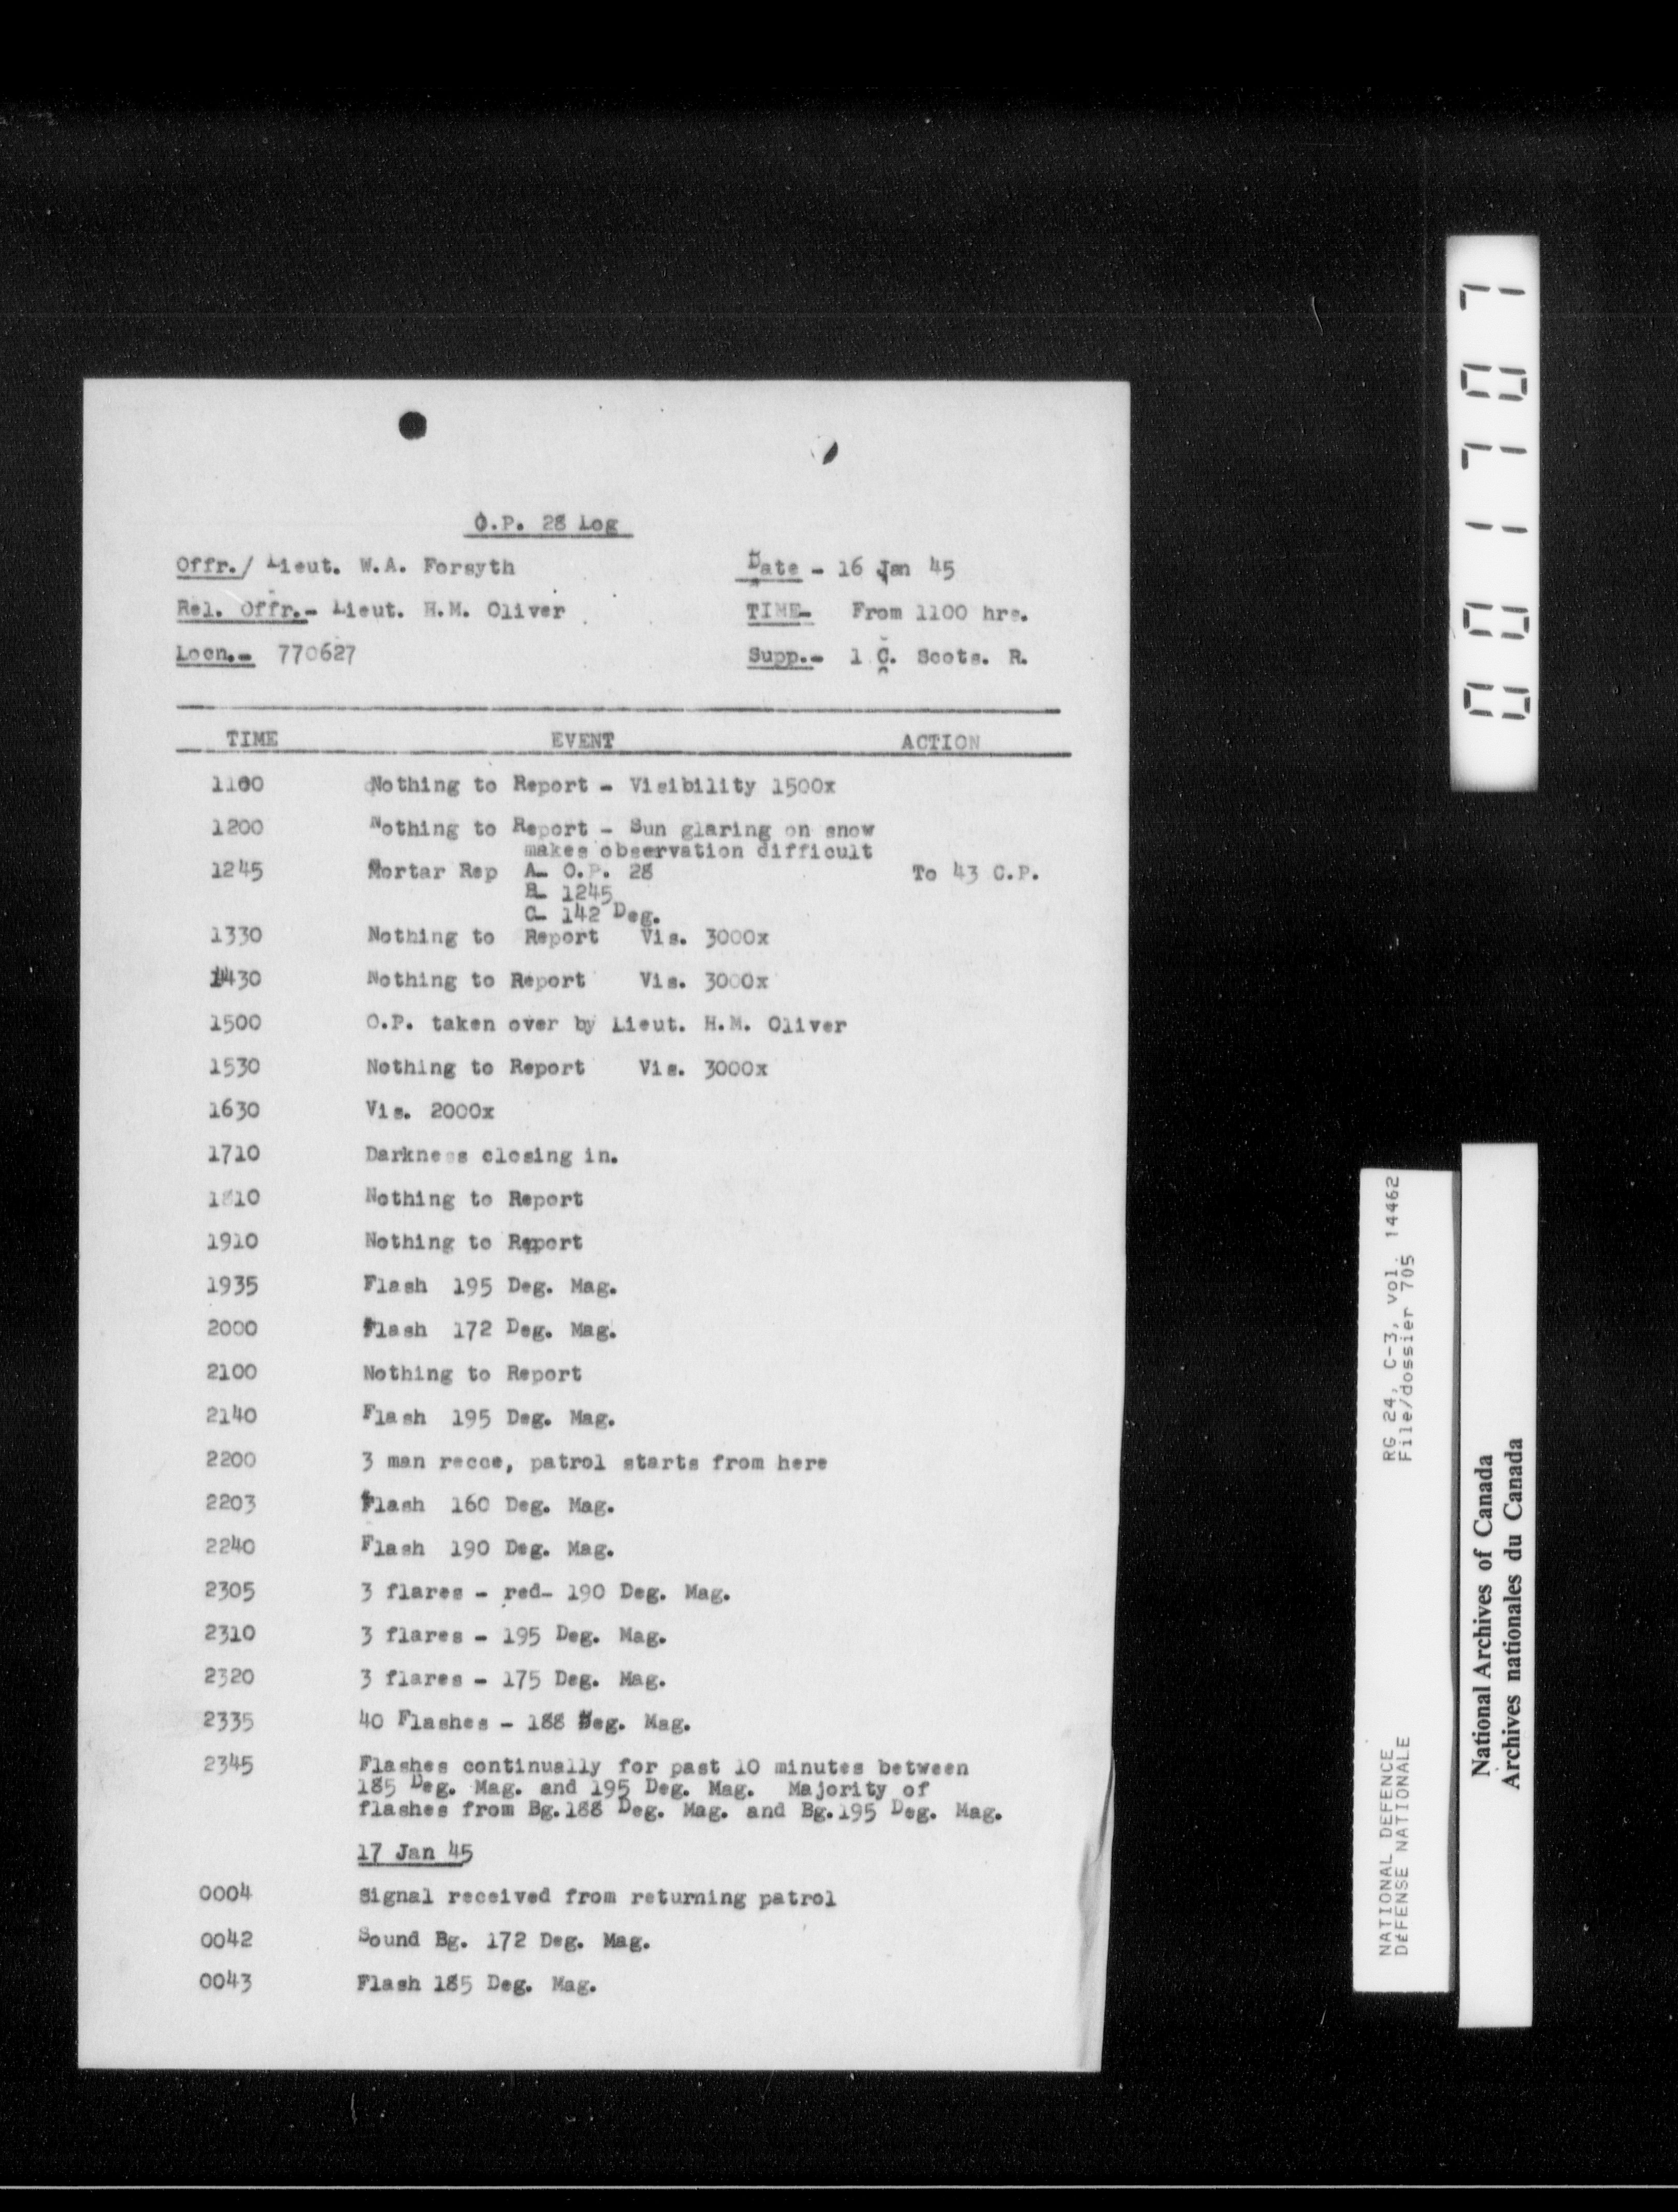 O.P. 28 Log
Offr./ Lieut. W.A. Forsyth    Date - 16 Jan 45
Rel. Offr.- Lieut. H.M. Oliver    TIME- From 1100 hrs.
Locn.- 770627    Supp.- 1 C. Scots. R.
TIME    EVENT    ACTION
1100    Nothing to Report - Visibility 1500x
1200    Nothing to Report - Sun glaring on snow
makes observation difficult
1245    Mortar Rep    A- O.P. 28    To 43 C.P.
B- 1245
C- 142 Deg.
1330    Nothing to Report    Vis. 3000x
1430    Nothing to Report    Vis. 3000x
1500    O.P. taken over by Lieut. H.M. Oliver
1530    Nothing to Report    Vis. 3000x
1630    Vis. 2000x
1710    Darkness closing in.
1810    Nothing to Report
1910    Nothing to Report
1935    Flash 195 Deg. Mag.
2000    Flash 172 Deg. Mag.
2100    Nothing to Report
2140    Flash 195 Deg. Mag.
2200    3 man recce, patrol starts from here
2203    Flash 160 Deg. Mag.
2240    Flash 190 Deg. Mag.
2305    3 flares - red- 190 Deg. Mag.
2310    3 flares - 195 Deg. Mag.
2320    3 flares - 175 Deg. Mag.
2335    40 Flashes - 188 Deg. Mag.
2345    Flashes continually for past 10 minutes between
185 Deg. Mag. and 195 Deg. Mag. Majority of
flashes from Bg.188 Deg. Mag. and Bg.195 Deg. Mag.
17 Jan 45
0004    Signal received from returning patrol
0042    Sound Bg. 172 Deg. Mag.
0043    Flash 185 Deg. Mag.
001707
NATIONAL DEFENCE    RG 24, C-3, vol. 14462
DÉFENSE NATIONALE    File/dossier 705
National Archives of Canada
Archives nationales du Canada